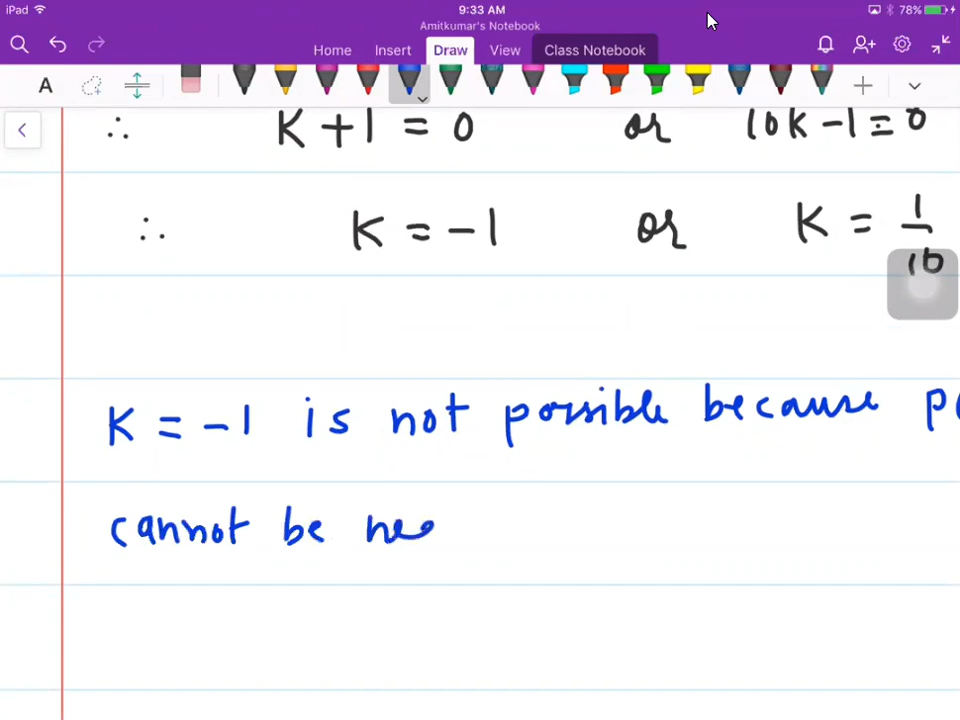 iPad 9:33 AM 78%
Amitkumar's Notebook
Home Insert Draw View Class Notebook
A
∴ K + 1 = 0 or 10K - 1 = 0
∴ K = -1 or K = 1/10
K = -1 is not possible because
cannot be